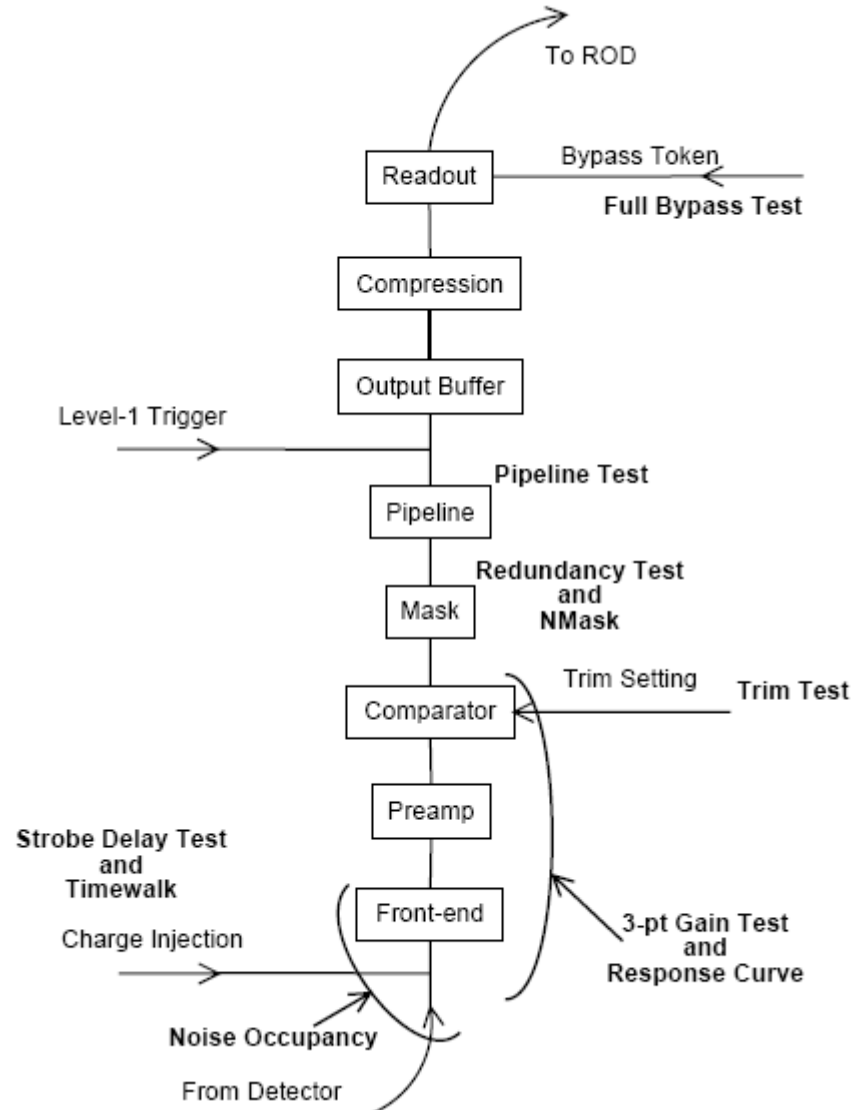 To ROD
Bypass Token
Readout
Full Bypass Test
Compression
Output Buffer
Level-1 Trigger
Pipeline Test
Pipeline
Redundancy Test
and
NMask
Mask
Trim Setting
Trim Test
Comparator
Preamp
Strobe Delay Test
and
Timewalk
Front-end
3-pt Gain Test
and
Response Curve
Charge Injection
Noise Occupancy
From Detector